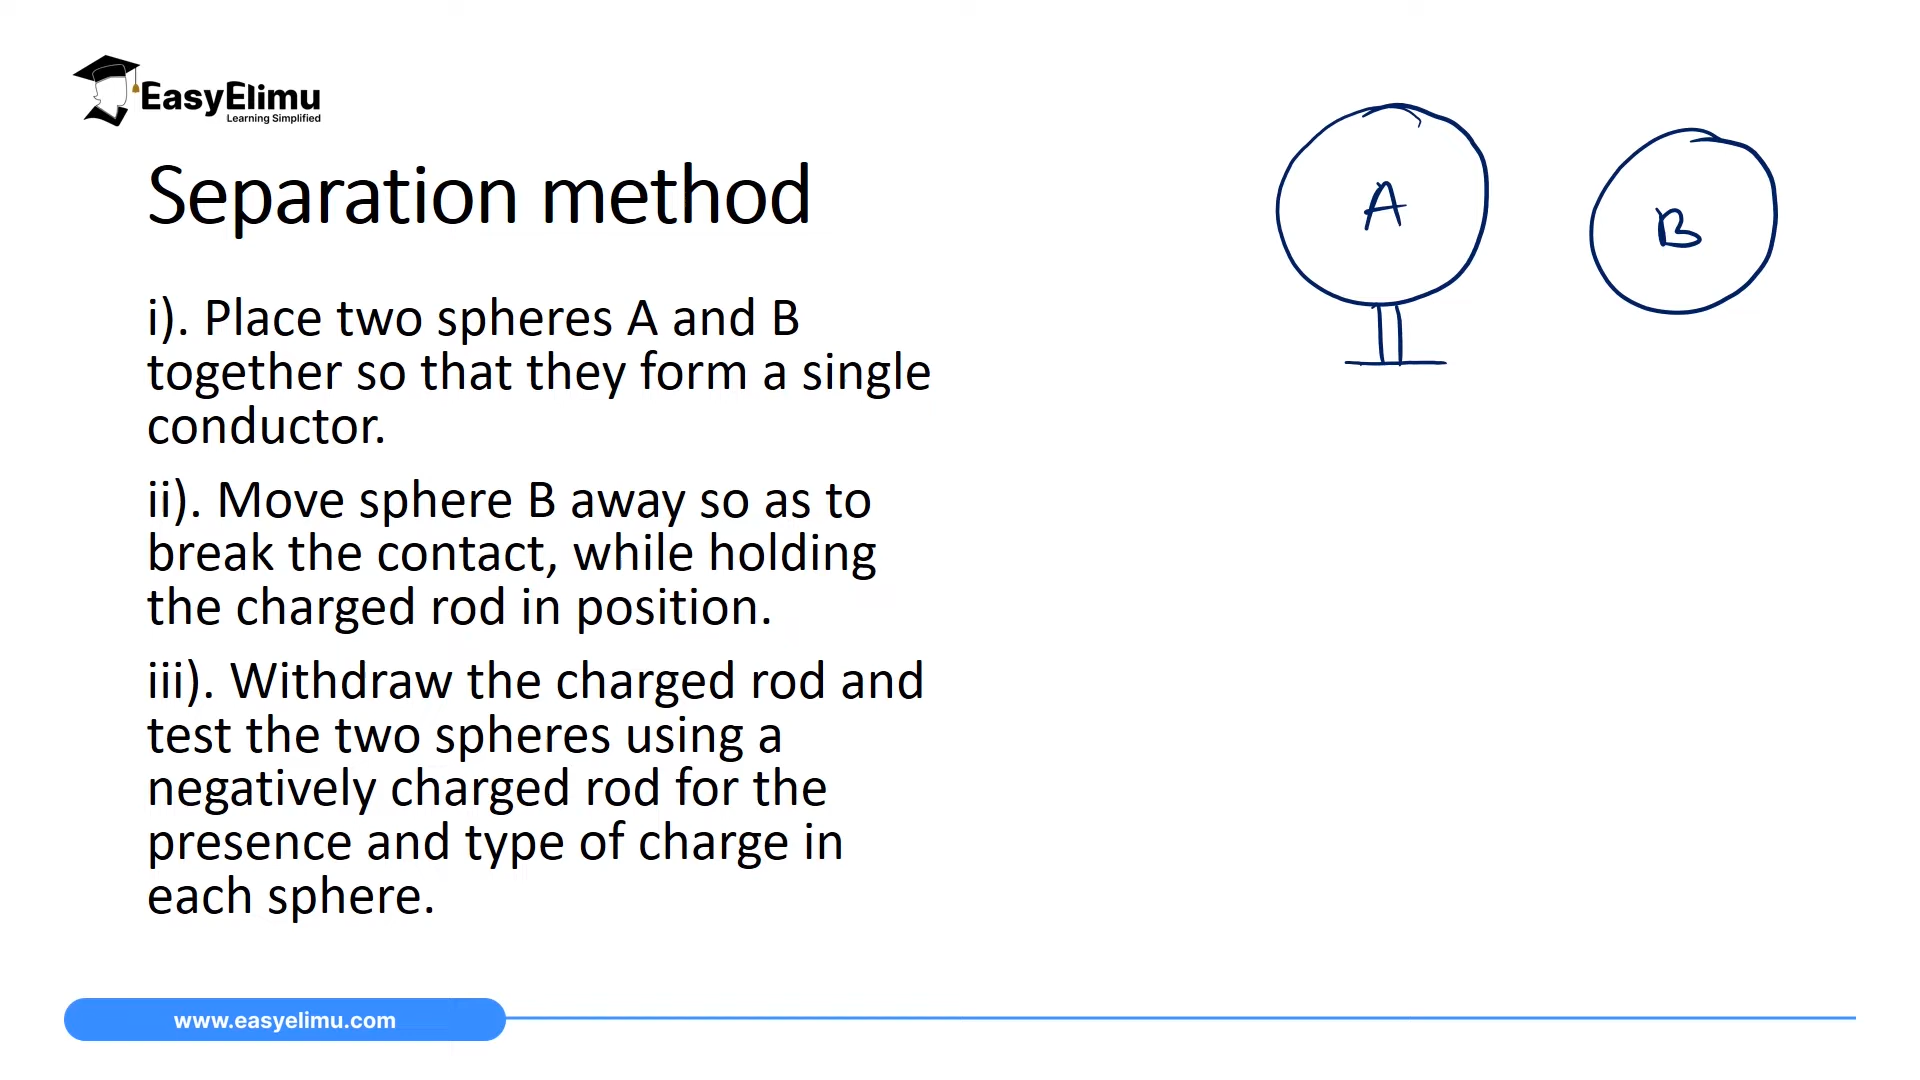 EasyElimu
Learning Simplified
Separation method
i). Place two spheres A and B
together so that they form a single
conductor.
ii). Move sphere B away so as to
break the contact, while holding
the charged rod in position.
iii). Withdraw the charged rod and
test the two spheres using a
negatively charged rod for the
presence and type of charge in
each sphere.
A
B
www.easyelimu.com